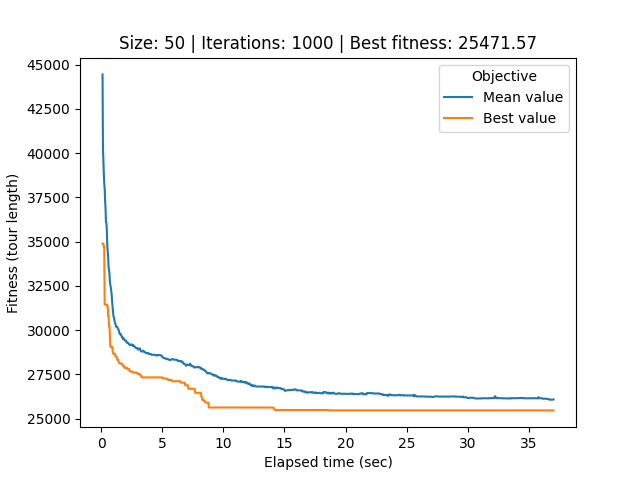 Size: 50 | Iterations: 1000 | Best fitness: 25471.57
45000
42500
40000
37500
35000
32500
30000
27500
25000
Fitness (tour length)
Objective
Mean value
Best value
0 5 10 15 20 25 30 35
Elapsed time (sec)